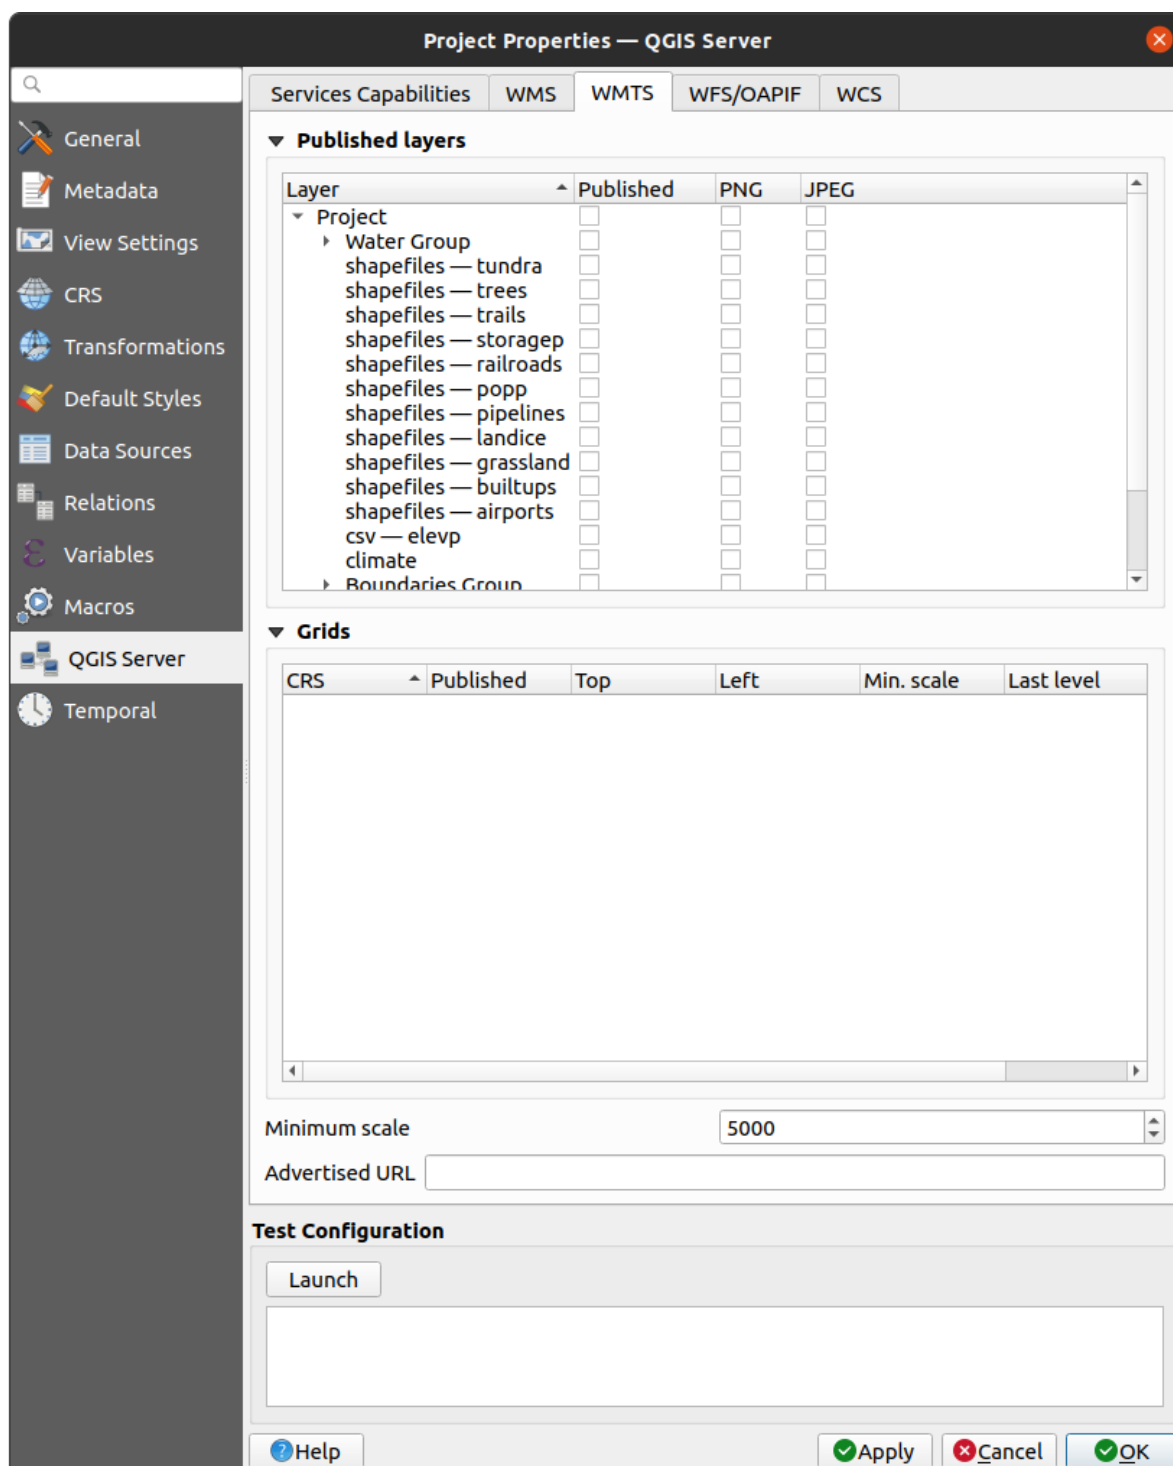 Project Properties — QGIS Server
General
Metadata
View Settings
CRS
Transformations
Default Styles
Data Sources
Relations
Variables
Macros
QGIS Server
Temporal
Services Capabilities WMS WMTS WFS/OAPIF WCS
Published layers
Layer Published PNG JPEG
Project
Water Group
shapefiles — tundra
shapefiles — trees
shapefiles — trails
shapefiles — storagep
shapefiles — railroads
shapefiles — popp
shapefiles — pipelines
shapefiles — landice
shapefiles — grassland
shapefiles — builtups
shapefiles — airports
csv — elevp
climate
Boundaries Group
Grids
CRS Published Top Left Min. scale Last level
Minimum scale 5000
Advertised URL
Test Configuration
Launch
Help Apply Cancel OK